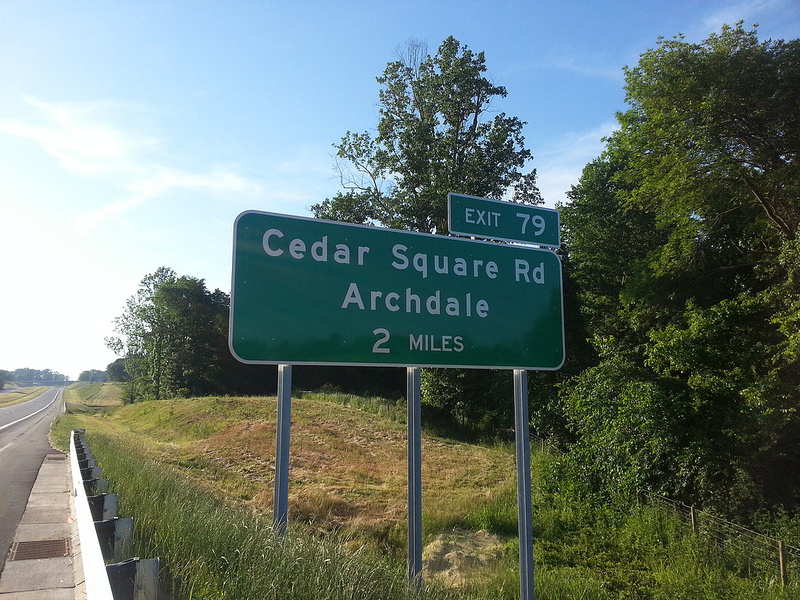 EXIT 79
Cedar Square Rd
Archdale
2 MILES